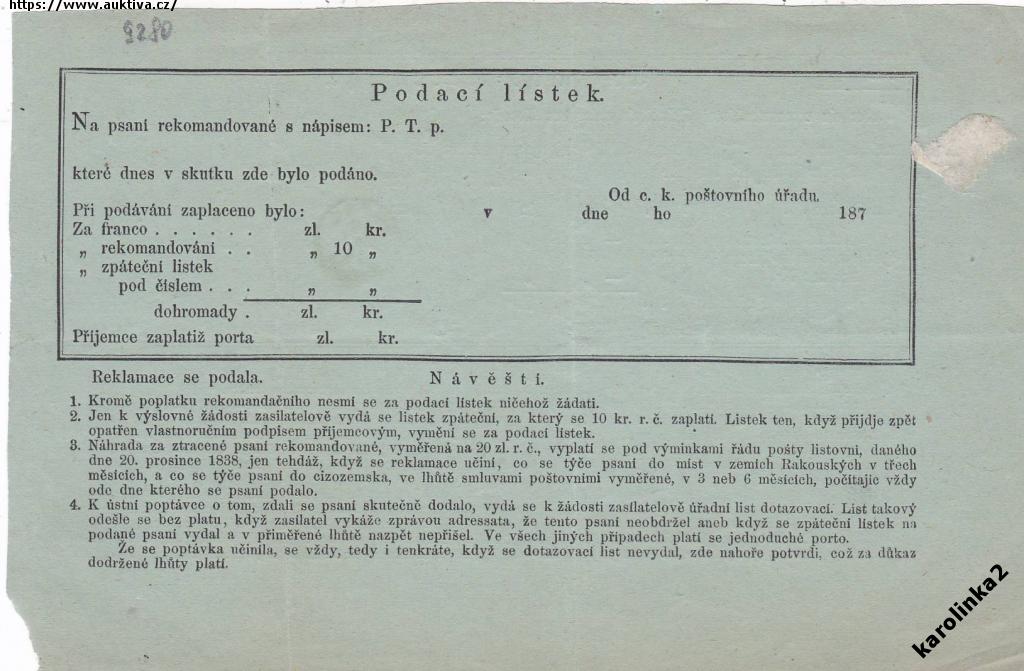 https://www.auktiva.cz/
9280
Podací lístek.
Na psaní rekomandované s nápisem: P. T. p.
které dnes v skutku zde bylo podáno.
Od c. k. poštovního úřadu.
Při podávání zaplaceno bylo: v dne ho 187
Za franco . . . . . . zl. kr.
„ rekomandováni . . „ 10 „
„ zpáteční listek
pod číslem . . . „ „
dohromady . zl. kr.
Příjemce zaplatiž porta zl. kr.
Reklamace se podala. Návěští.
1. Kromě poplatku rekomandačního nesmí se za podací lístek ničehož žádati.
2. Jen k výslovné žádosti zasilatelově vydá se lístek zpáteční, za který se 10 kr. r. č. zaplatí. Lístek ten, když přijdje zpět
opatřen vlastnoručním podpisem příjemcovým, vymění se za podací lístek.
3. Náhrada za ztracené psaní rekomandované, vyměřená na 20 zl. r. č., vyplatí se pod výminkami řádu pošty listovni, daného
dne 20. prosince 1838, jen tehdáž, když se reklamace učiní, co se týče psaní do míst v zemích Rakouských v třech
měsících, a co se týče psaní do cizozemska, ve lhůtě smluvami poštovními vyměřené, v 3 neb 6 měsících, počítajíc vždy
ode dne kterého se psaní podalo.
4. K ústní poptávce o tom, zdali se psaní skutečně dodalo, vydá se k žádosti zasílatelově úřadní list dotazovací. List takový
odešle se bez platu, když zasílatel vykáže zprávou adressata, že tento psaní neobdržel aneb když se zpáteční lístek na
podané psaní vydal a v přiměřené lhůtě nazpět nepřišel. Ve všech jiných případech platí se jednoduché porto.
Že se poptávka učinila, se vždy, tedy i tenkráte, když se dotazovací list nevydal, zde nahoře potvrdí, což za důkaz
dodržené lhůty platí.
karolinka2